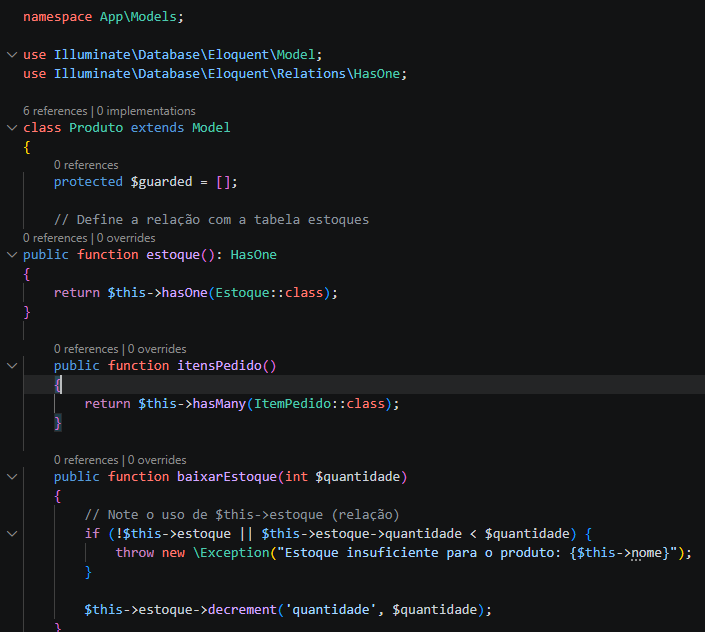 namespace App\Models;
use Illuminate\Database\Eloquent\Model;
use Illuminate\Database\Eloquent\Relations\HasOne;
6 references | 0 implementations
class Produto extends Model
{
0 references
protected $guarded = [];
// Define a relação com a tabela estoques
0 references | 0 overrides
public function estoque(): HasOne
{
return $this->hasOne(Estoque::class);
}
0 references | 0 overrides
public function itensPedido()
{
return $this->hasMany(ItemPedido::class);
}
0 references | 0 overrides
public function baixarEstoque(int $quantidade)
{
// Note o uso de $this->estoque (relação)
if (!$this->estoque || $this->estoque->quantidade < $quantidade) {
throw new \Exception("Estoque insuficiente para o produto: {$this->nome}");
}
$this->estoque->decrement('quantidade', $quantidade);
}